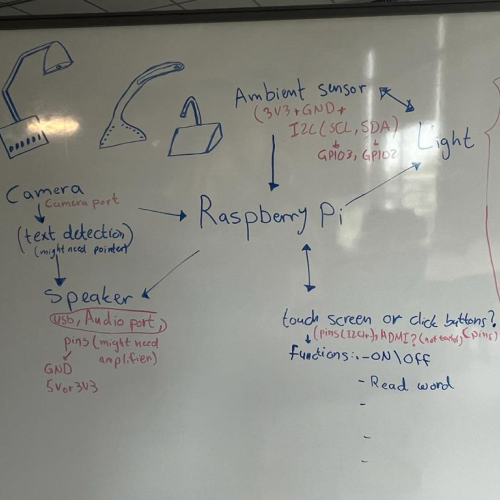 Ambient sensor
(3V3+GND+
I2C(SCL,SDA)
GPIO3, GPIO2
Light
Camera
Camera port
(text detection)
(might need pointer)
Raspberry Pi
Speaker
usb, Audio port,
pins (might need
amplifier)
GND
5V or 3V3
touch screen or click buttons?
(pins(I2C), ADMI? (not) (pins)
Functions:-ON\OFF
- Read word
-
-
-